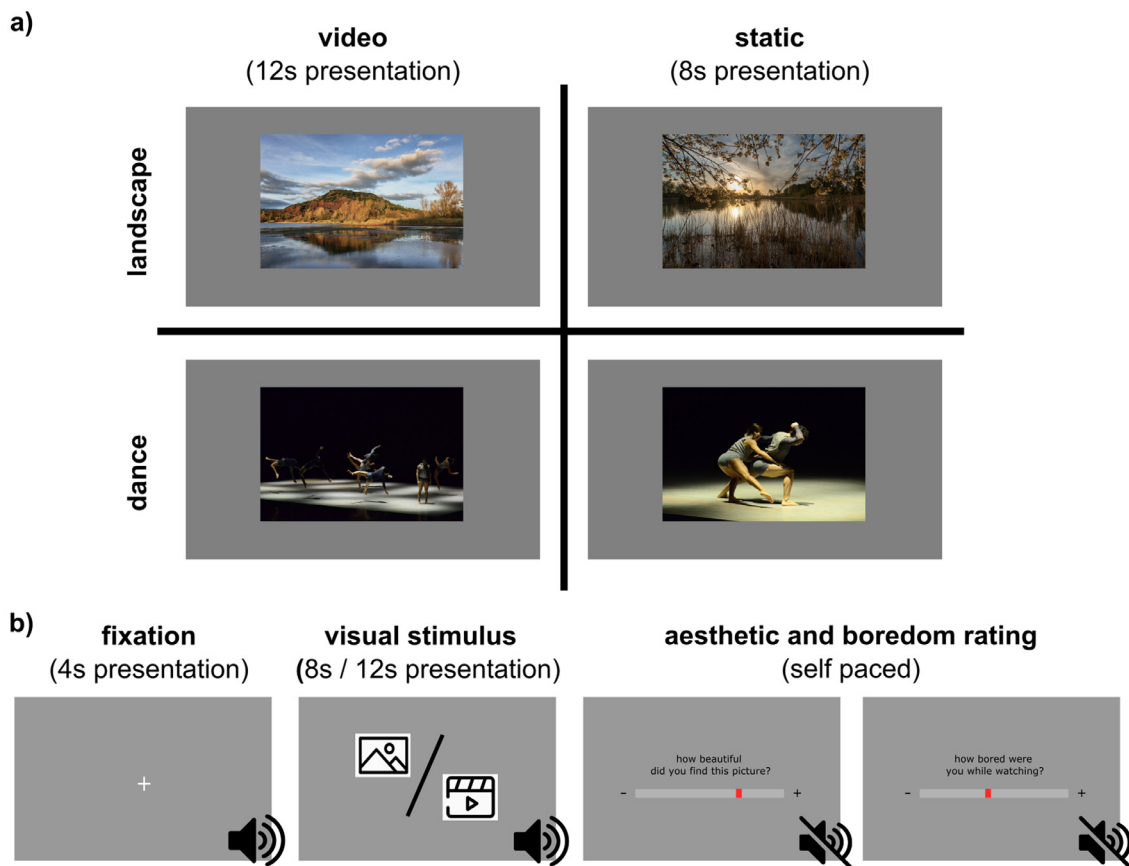 a)
video
(12s presentation)
static
(8s presentation)
landscape
dance
b)
fixation
(4s presentation)
visual stimulus
(8s / 12s presentation)
aesthetic and boredom rating
(self paced)
+
how beautiful
did you find this picture?
- +
how bored were
you while watching?
- +